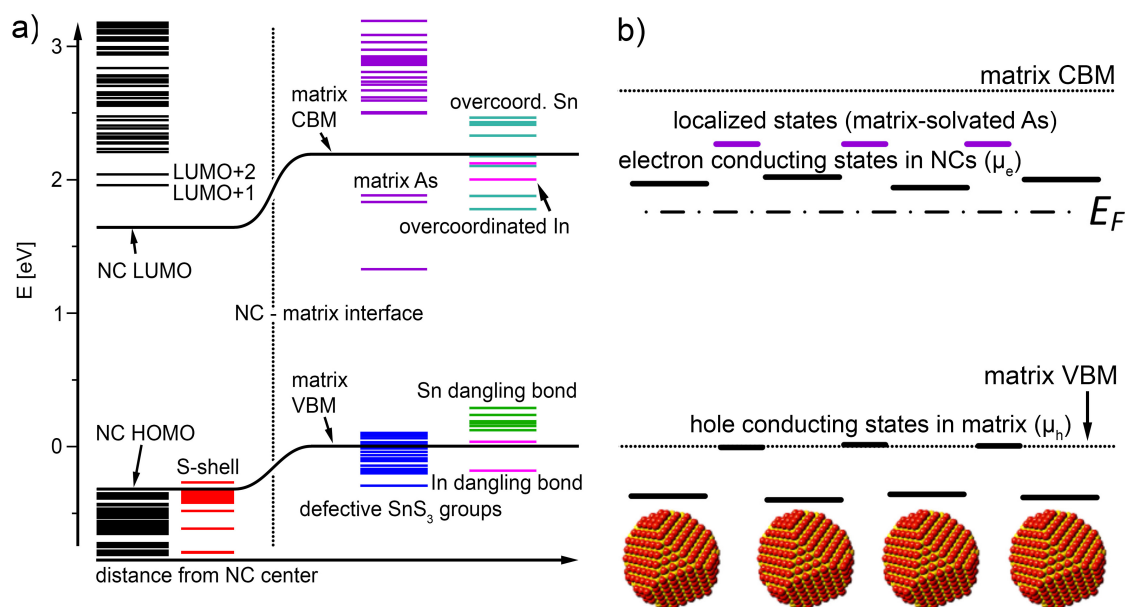 a)
E [eV]
3
2
1
0
matrix
CBM
overcoord. Sn
LUMO+2
LUMO+1
matrix As
overcoordinated In
NC LUMO
NC - matrix interface
matrix
VBM
Sn dangling bond
NC HOMO
S-shell
In dangling bond
defective SnS₃ groups
distance from NC center
b)
matrix CBM
localized states (matrix-solvated As)
electron conducting states in NCs (μₑ)
E_F
matrix VBM
hole conducting states in matrix (μₕ)